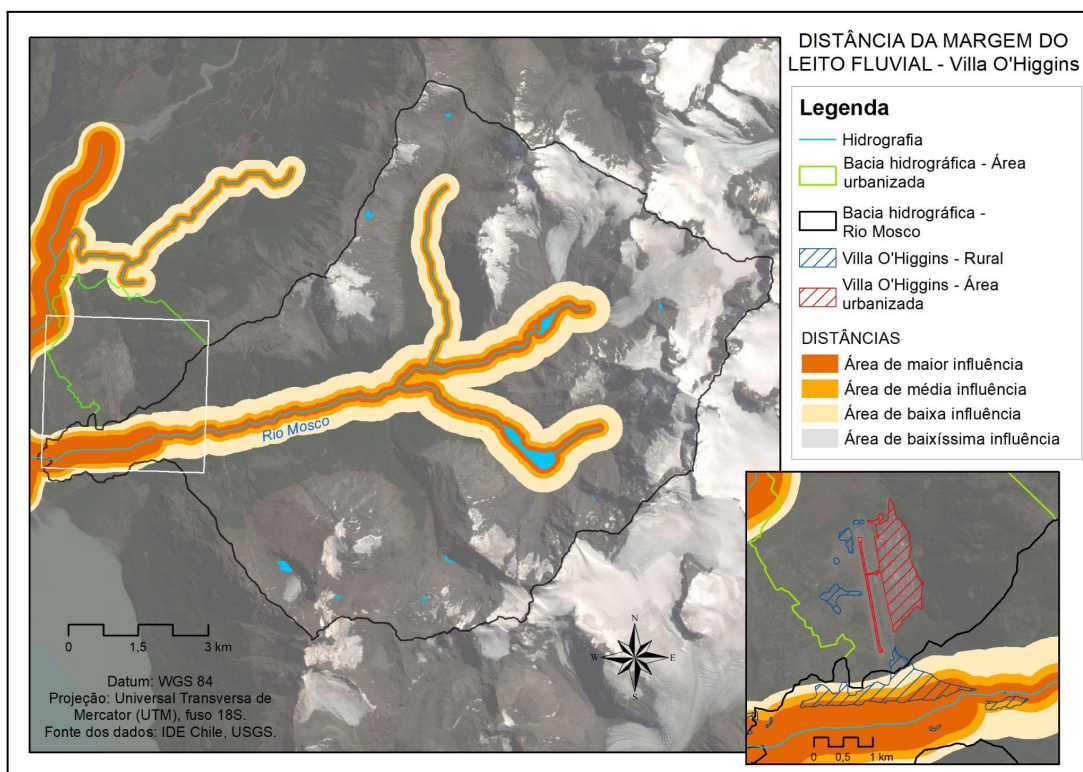 DISTÂNCIA DA MARGEM DO
LEITO FLUVIAL - Villa O'Higgins
Legenda
Hidrografia
Bacia hidrográfica - Área
urbanizada
Bacia hidrográfica -
Rio Mosco
Villa O'Higgins - Rural
Villa O'Higgins - Área
urbanizada
DISTÂNCIAS
Área de maior influência
Área de média influência
Área de baixa influência
Área de baixíssima influência
Rio Mosco
0 1,5 3 km
Datum: WGS 84
Projeção: Universal Transversa de
Mercator (UTM), fuso 18S.
Fonte dos dados: IDE Chile, USGS.
N
W E
S
0 0,5 1 km